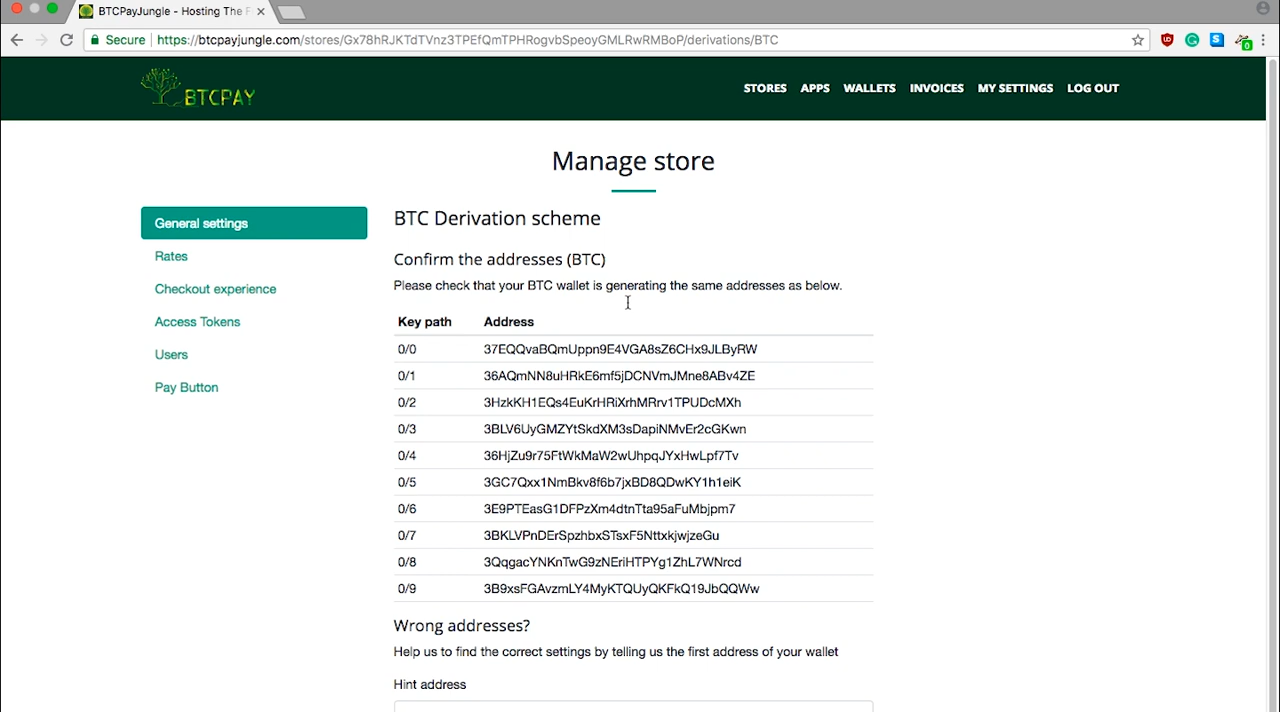 BTCPayJungle - Hosting The F
Secure https://btcpayjungle.com/stores/Gx78hRJKTdTVnz3TPEfQmTPHRogvbSpeoyGMLRwRMBoP/derivations/BTC
BTCPAY
STORES APPS WALLETS INVOICES MY SETTINGS LOG OUT
Manage store
General settings
Rates
Checkout experience
Access Tokens
Users
Pay Button
BTC Derivation scheme
Confirm the addresses (BTC)
Please check that your BTC wallet is generating the same addresses as below.
Key path Address
0/0 37EQQvaBQmUppn9E4VGA8sZ6CHx9JLByRW
0/1 36AQmNN8uHRkE6mf5jDCNVmJMne8ABv4ZE
0/2 3HzkKH1EQs4EuKrHRiXrhMRrv1TPUDcMXh
0/3 3BLV6UyGMZYtSkdXM3sDapiNMvEr2cGKwn
0/4 36HjZu9r75FtWkMaW2wUhpqJYxHwLpf7Tv
0/5 3GC7Qxx1NmBkv8f6b7jxBD8QDwKY1h1eiK
0/6 3E9PTEasG1DFPzXm4dtnTta95aFuMbjpm7
0/7 3BKLVPnDErSpzhbxSTsxF5NttxkjwjzeGu
0/8 3QqgacYNKnTwG9zNEriHTPYg1ZhL7WNrcd
0/9 3B9xsFGAvzmLY4MyKTQUyQKFkQ19JbQQWw
Wrong addresses?
Help us to find the correct settings by telling us the first address of your wallet
Hint address